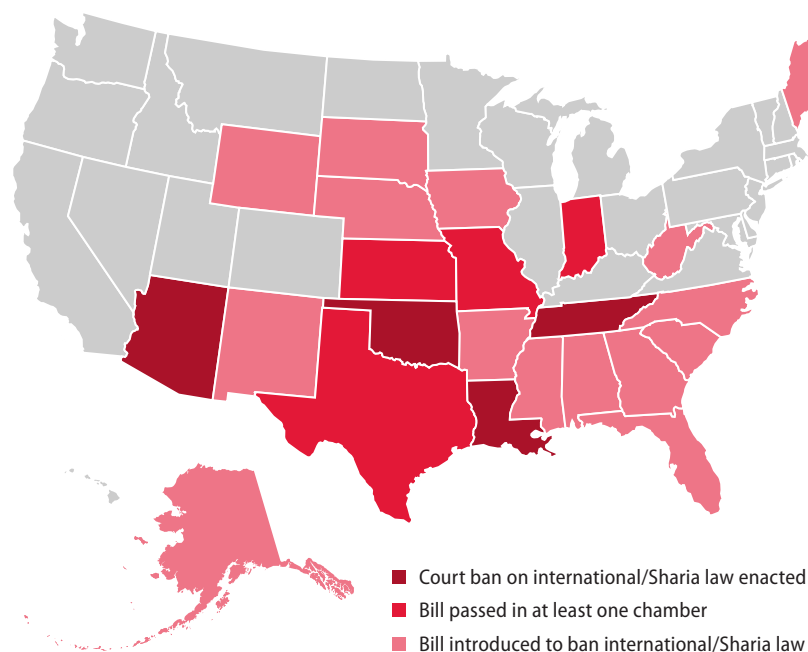 Court ban on international/Sharia law enacted
Bill passed in at least one chamber
Bill introduced to ban international/Sharia law